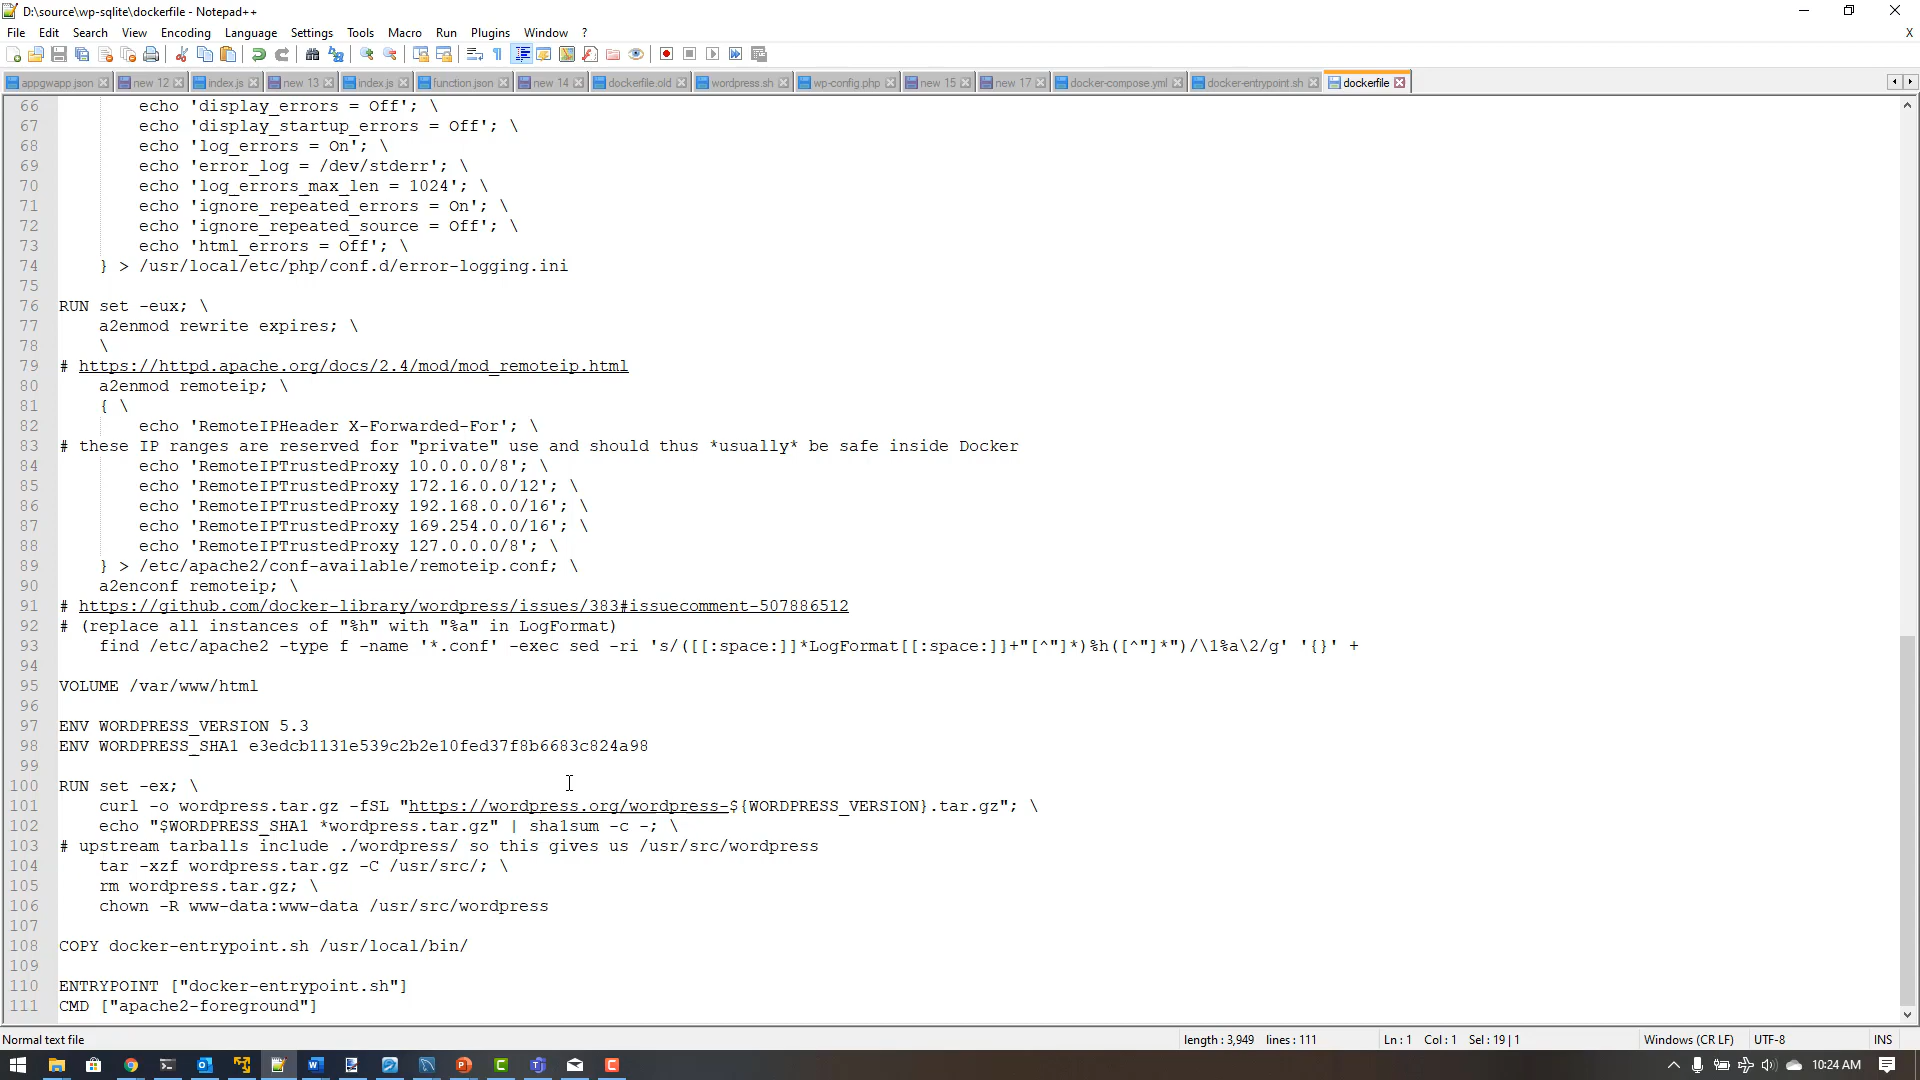 D:\source\wp-sqlite\dockerfile - Notepad++
File Edit Search View Encoding Language Settings Tools Macro Run Plugins Window ? X
appgwapp.json new 12 index.js new 13 index.js function.json new 14 dockerfile.old wordpress.sh wp-config.php new 15 new 17 docker-compose.yml docker-entrypoint.sh dockerfile
66 echo 'display_errors = Off'; \
67 echo 'display_startup_errors = Off'; \
68 echo 'log_errors = On'; \
69 echo 'error_log = /dev/stderr'; \
70 echo 'log_errors_max_len = 1024'; \
71 echo 'ignore_repeated_errors = On'; \
72 echo 'ignore_repeated_source = Off'; \
73 echo 'html_errors = Off'; \
74 } > /usr/local/etc/php/conf.d/error-logging.ini
75
76 RUN set -eux; \
77 a2enmod rewrite expires; \
78 \
79 # https://httpd.apache.org/docs/2.4/mod/mod_remoteip.html
80 a2enmod remoteip; \
81 { \
82 echo 'RemoteIPHeader X-Forwarded-For'; \
83 # these IP ranges are reserved for "private" use and should thus *usually* be safe inside Docker
84 echo 'RemoteIPTrustedProxy 10.0.0.0/8'; \
85 echo 'RemoteIPTrustedProxy 172.16.0.0/12'; \
86 echo 'RemoteIPTrustedProxy 192.168.0.0/16'; \
87 echo 'RemoteIPTrustedProxy 169.254.0.0/16'; \
88 echo 'RemoteIPTrustedProxy 127.0.0.0/8'; \
89 } > /etc/apache2/conf-available/remoteip.conf; \
90 a2enconf remoteip; \
91 # https://github.com/docker-library/wordpress/issues/383#issuecomment-507886512
92 # (replace all instances of "%h" with "%a" in LogFormat)
93 find /etc/apache2 -type f -name '*.conf' -exec sed -ri 's/([[:space:]]*LogFormat[[:space:]]+"[^"]*)%h([^"]*")/\1%a\2/g' '{}' +
94
95 VOLUME /var/www/html
96
97 ENV WORDPRESS_VERSION 5.3
98 ENV WORDPRESS_SHA1 e3edcb1131e539c2b2e10fed37f8b6683c824a98
99
100 RUN set -ex; \
101 curl -o wordpress.tar.gz -fSL "https://wordpress.org/wordpress-${WORDPRESS_VERSION}.tar.gz"; \
102 echo "$WORDPRESS_SHA1 *wordpress.tar.gz" | sha1sum -c -; \
103 # upstream tarballs include ./wordpress/ so this gives us /usr/src/wordpress
104 tar -xzf wordpress.tar.gz -C /usr/src/; \
105 rm wordpress.tar.gz; \
106 chown -R www-data:www-data /usr/src/wordpress
107
108 COPY docker-entrypoint.sh /usr/local/bin/
109
110 ENTRYPOINT ["docker-entrypoint.sh"]
111 CMD ["apache2-foreground"]
Normal text file length : 3,949 lines : 111 Ln : 1 Col : 1 Sel : 19 | 1 Windows (CR LF) UTF-8 INS
10:24 AM